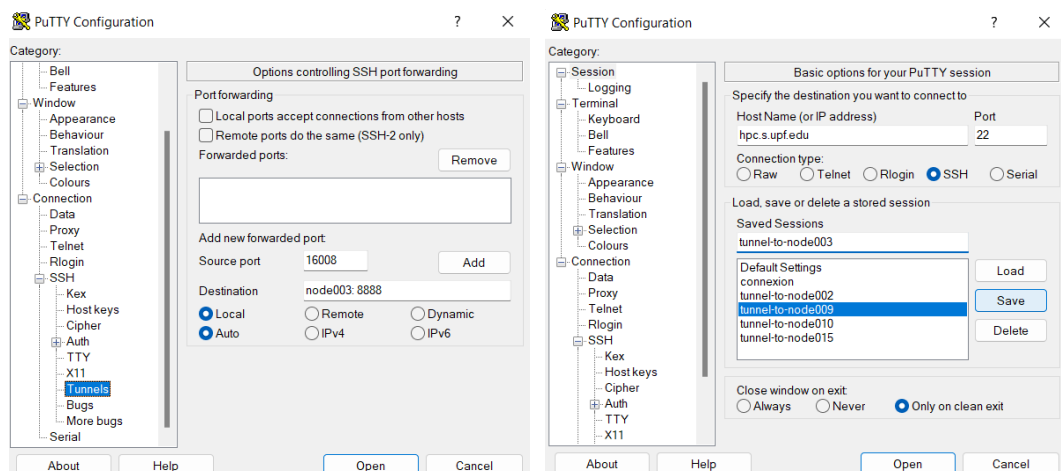 PuTTY Configuration ? ×
Category:
Bell
Features
Window
Appearance
Behaviour
Translation
Selection
Colours
Connection
Data
Proxy
Telnet
Rlogin
SSH
Kex
Host keys
Cipher
Auth
TTY
X11
Tunnels
Bugs
More bugs
Serial
Options controlling SSH port forwarding
Port forwarding
Local ports accept connections from other hosts
Remote ports do the same (SSH-2 only)
Forwarded ports: Remove
Add new forwarded port:
Source port 16008 Add
Destination node003: 8888
Local Remote Dynamic
Auto IPv4 IPv6
About Help Open Cancel
PuTTY Configuration ? ×
Category:
Session
Logging
Terminal
Keyboard
Bell
Features
Window
Appearance
Behaviour
Translation
Selection
Colours
Connection
Data
Proxy
Telnet
Rlogin
SSH
Kex
Host keys
Cipher
Auth
TTY
X11
Basic options for your PuTTY session
Specify the destination you want to connect to
Host Name (or IP address) Port
hpc.s.upf.edu 22
Connection type:
Raw Telnet Rlogin SSH Serial
Load, save or delete a stored session
Saved Sessions
tunnel-to-node003
Default Settings
connexion
tunnel-to-node002
tunnel-to-node009
tunnel-to-node010
tunnel-to-node015
Load
Save
Delete
Close window on exit:
Always Never Only on clean exit
About Help Open Cancel